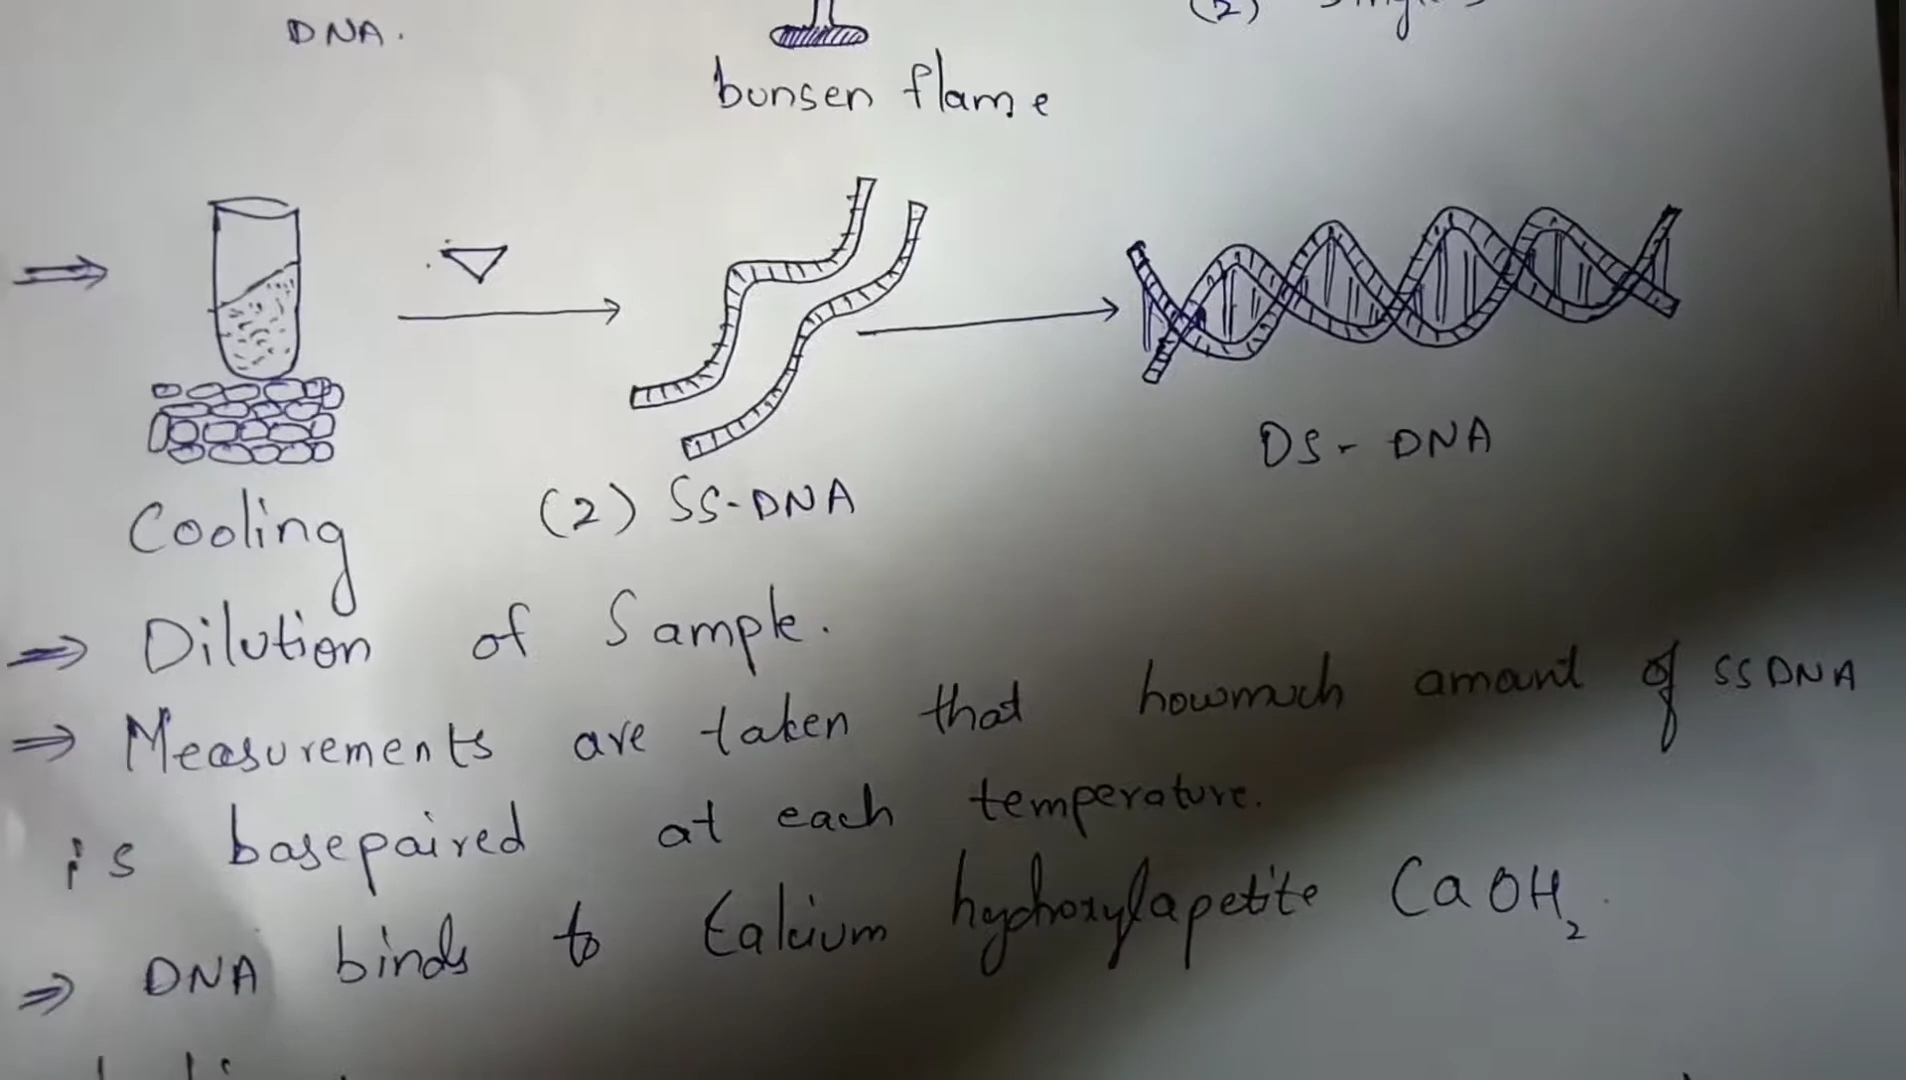 DNA.
bunsen flame
(2)
DS- DNA
(2) SS-DNA
Cooling
⇒ Dilution of Sample.
⇒ Measurements are taken that howmuch amount of SSDNA
is basepaired at each temperature.
⇒ DNA binds to Calcium hydroxylapetite CaOH₂.